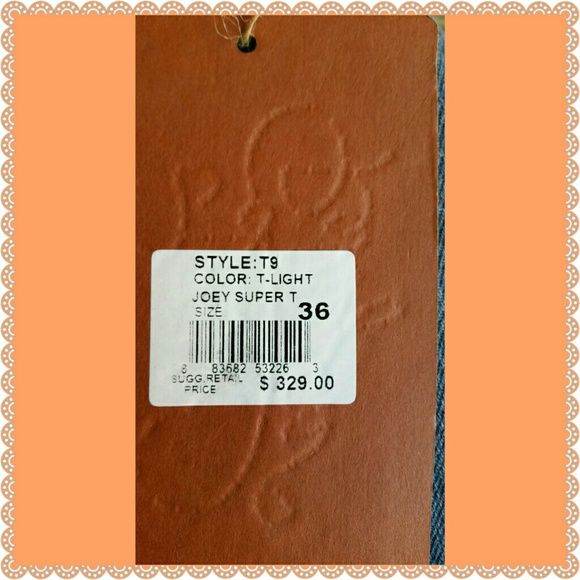 STYLE:T9
COLOR: T-LIGHT
JOEY SUPER T
SIZE 36
8 83682 53226 3
SUGG.RETAIL PRICE $ 329.00